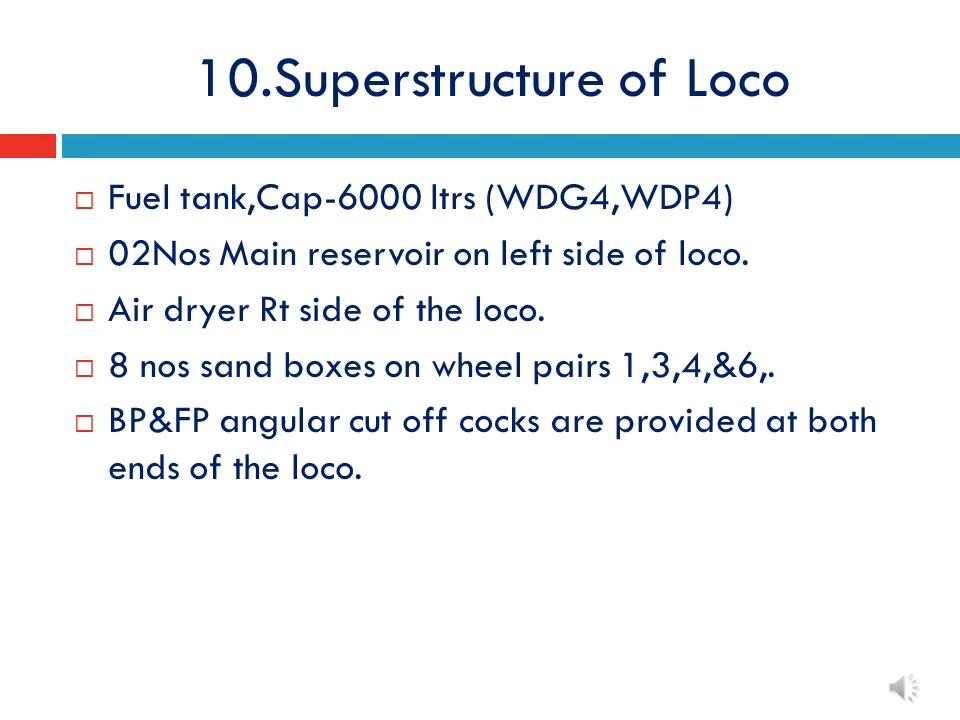 10.Superstructure of Loco
Fuel tank,Cap-6000 ltrs (WDG4,WDP4)
02Nos Main reservoir on left side of loco.
Air dryer Rt side of the loco.
8 nos sand boxes on wheel pairs 1,3,4,&6,.
BP&FP angular cut off cocks are provided at both
ends of the loco.